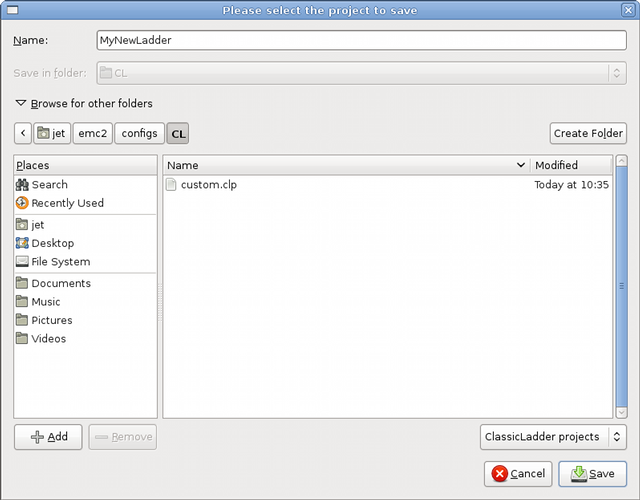 Please select the project to save
Name: MyNewLadder
Save in folder: CL
Browse for other folders
jet emc2 configs CL Create Folder
Places Name Modified
Search custom.clp Today at 10:35
Recently Used
jet
Desktop
File System
Documents
Music
Pictures
Videos
Add Remove ClassicLadder projects
Cancel Save